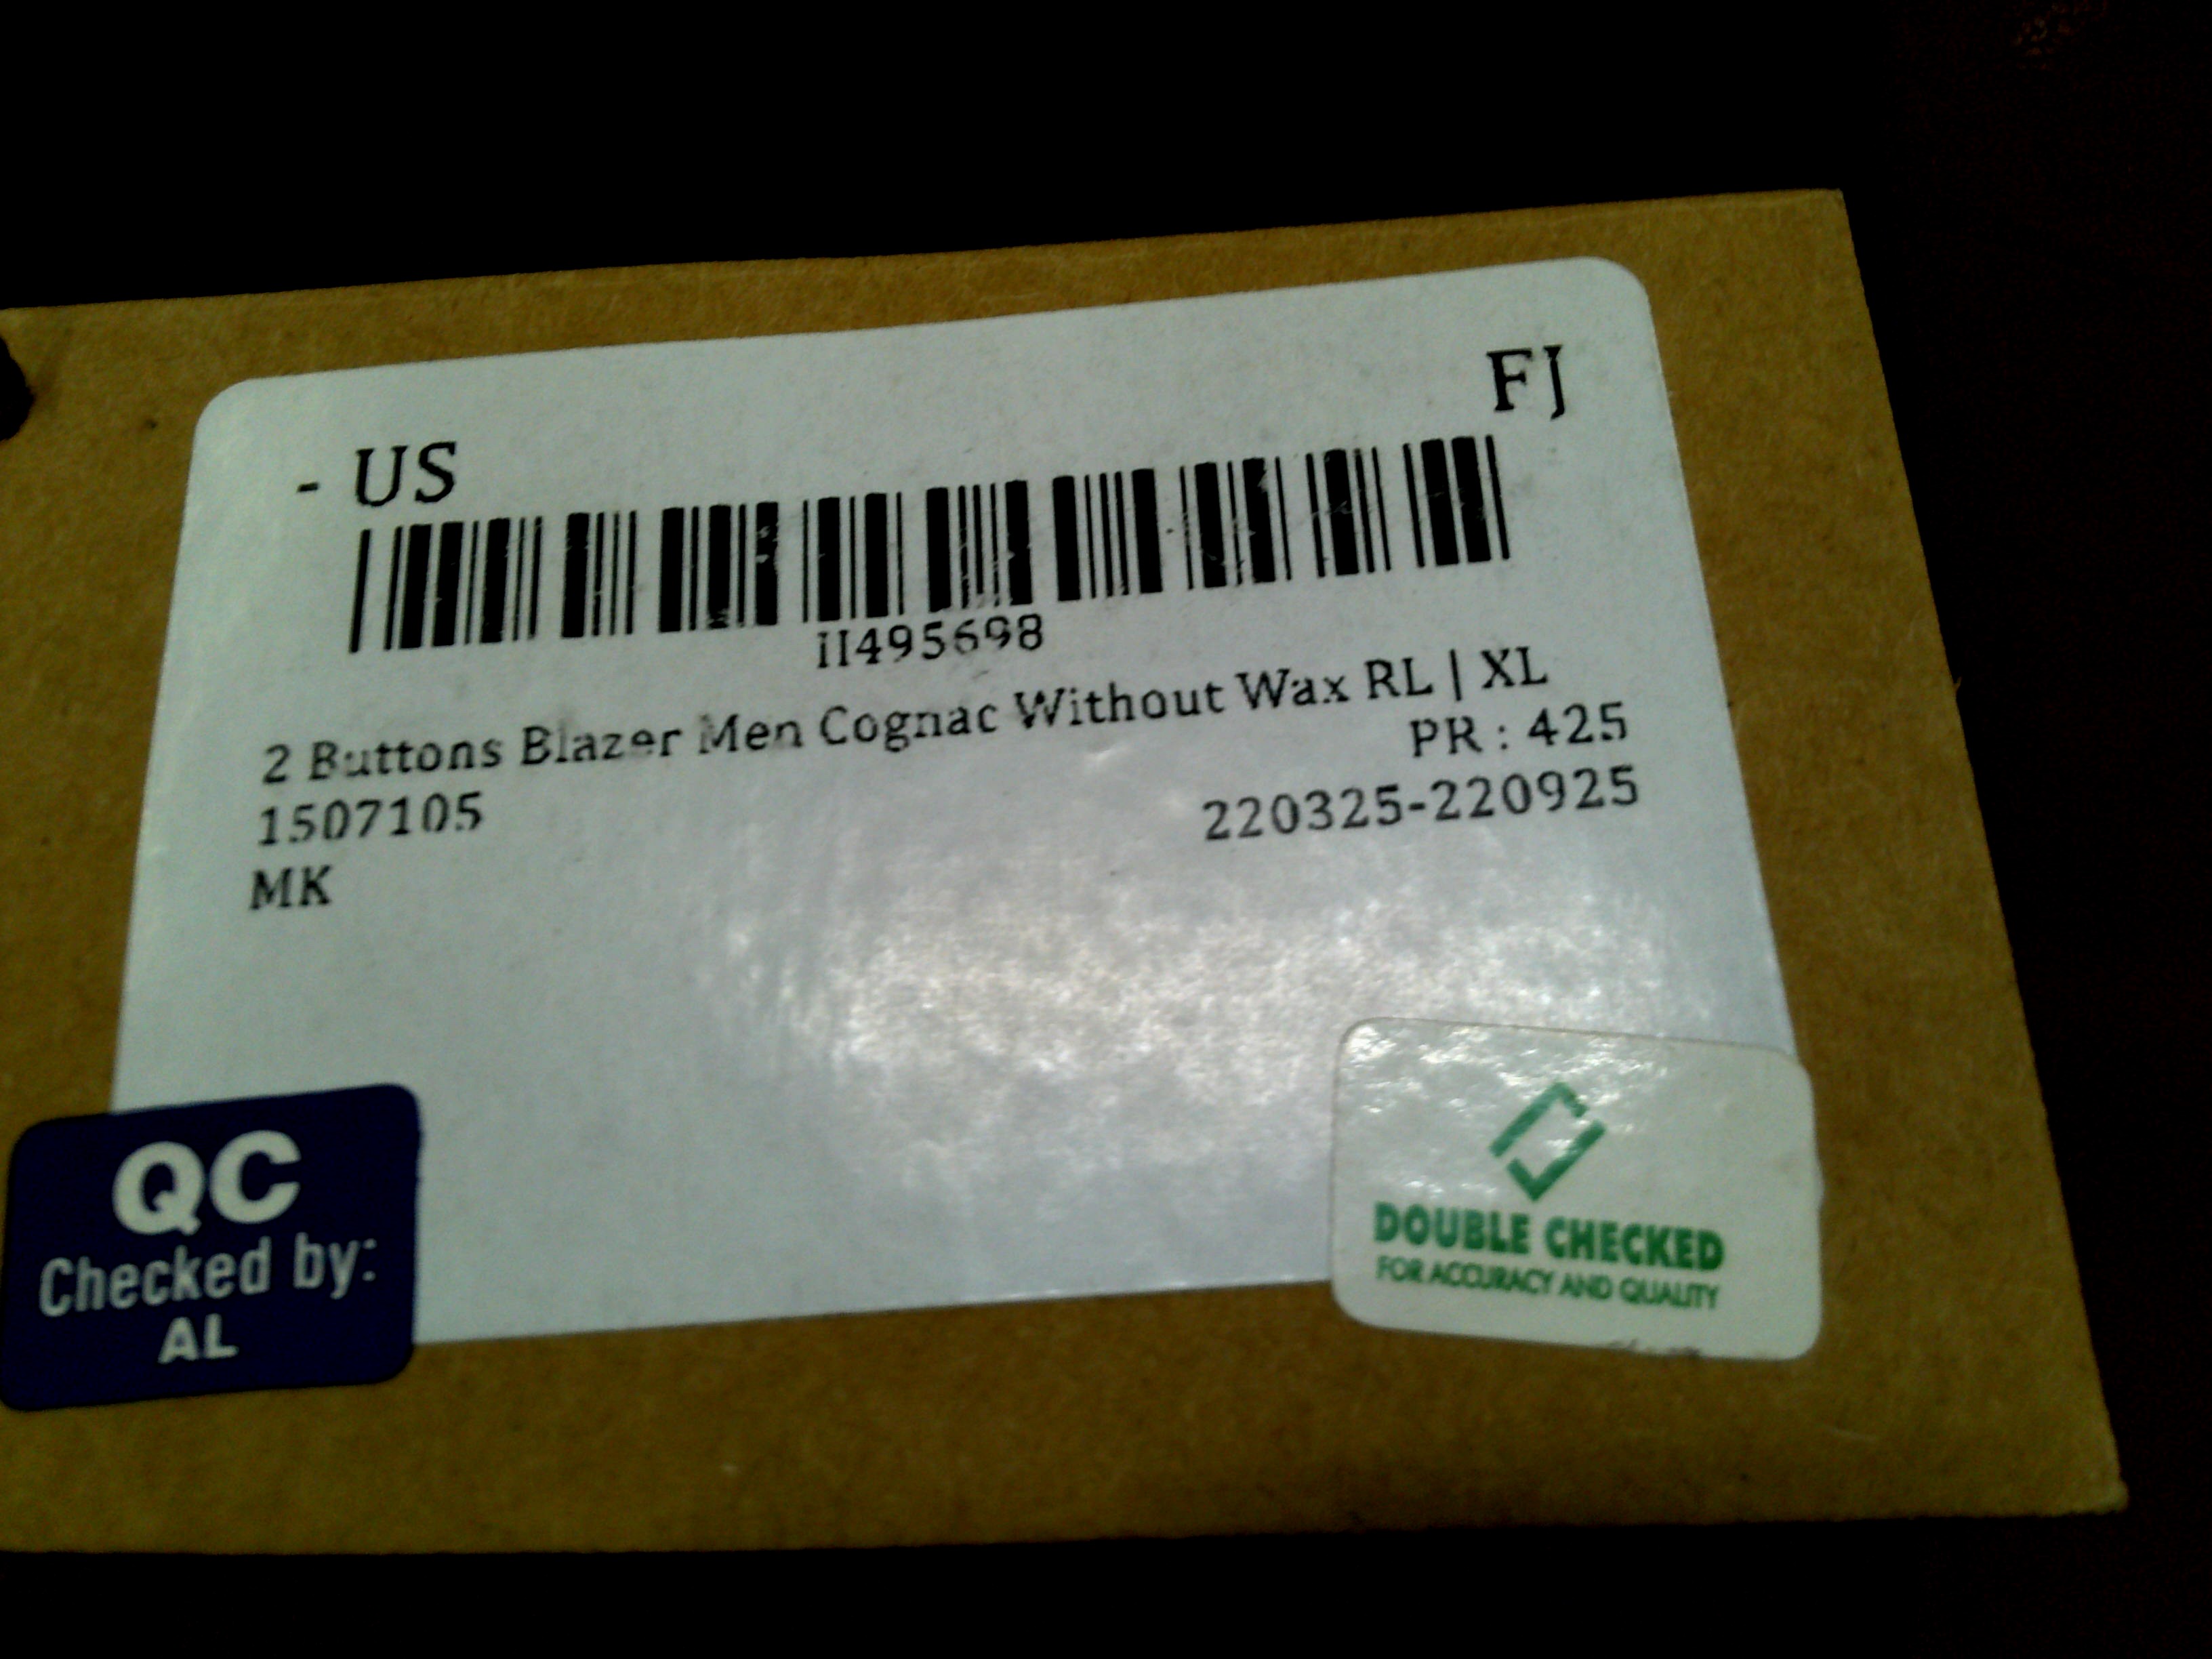 - US
FJ
II495698
2 Buttons Blazer Men Cognac Without Wax RL | XL
PR : 425
1507105
220325-220925
MK
QC
Checked by:
AL
DOUBLE CHECKED
FOR ACCURACY AND QUALITY